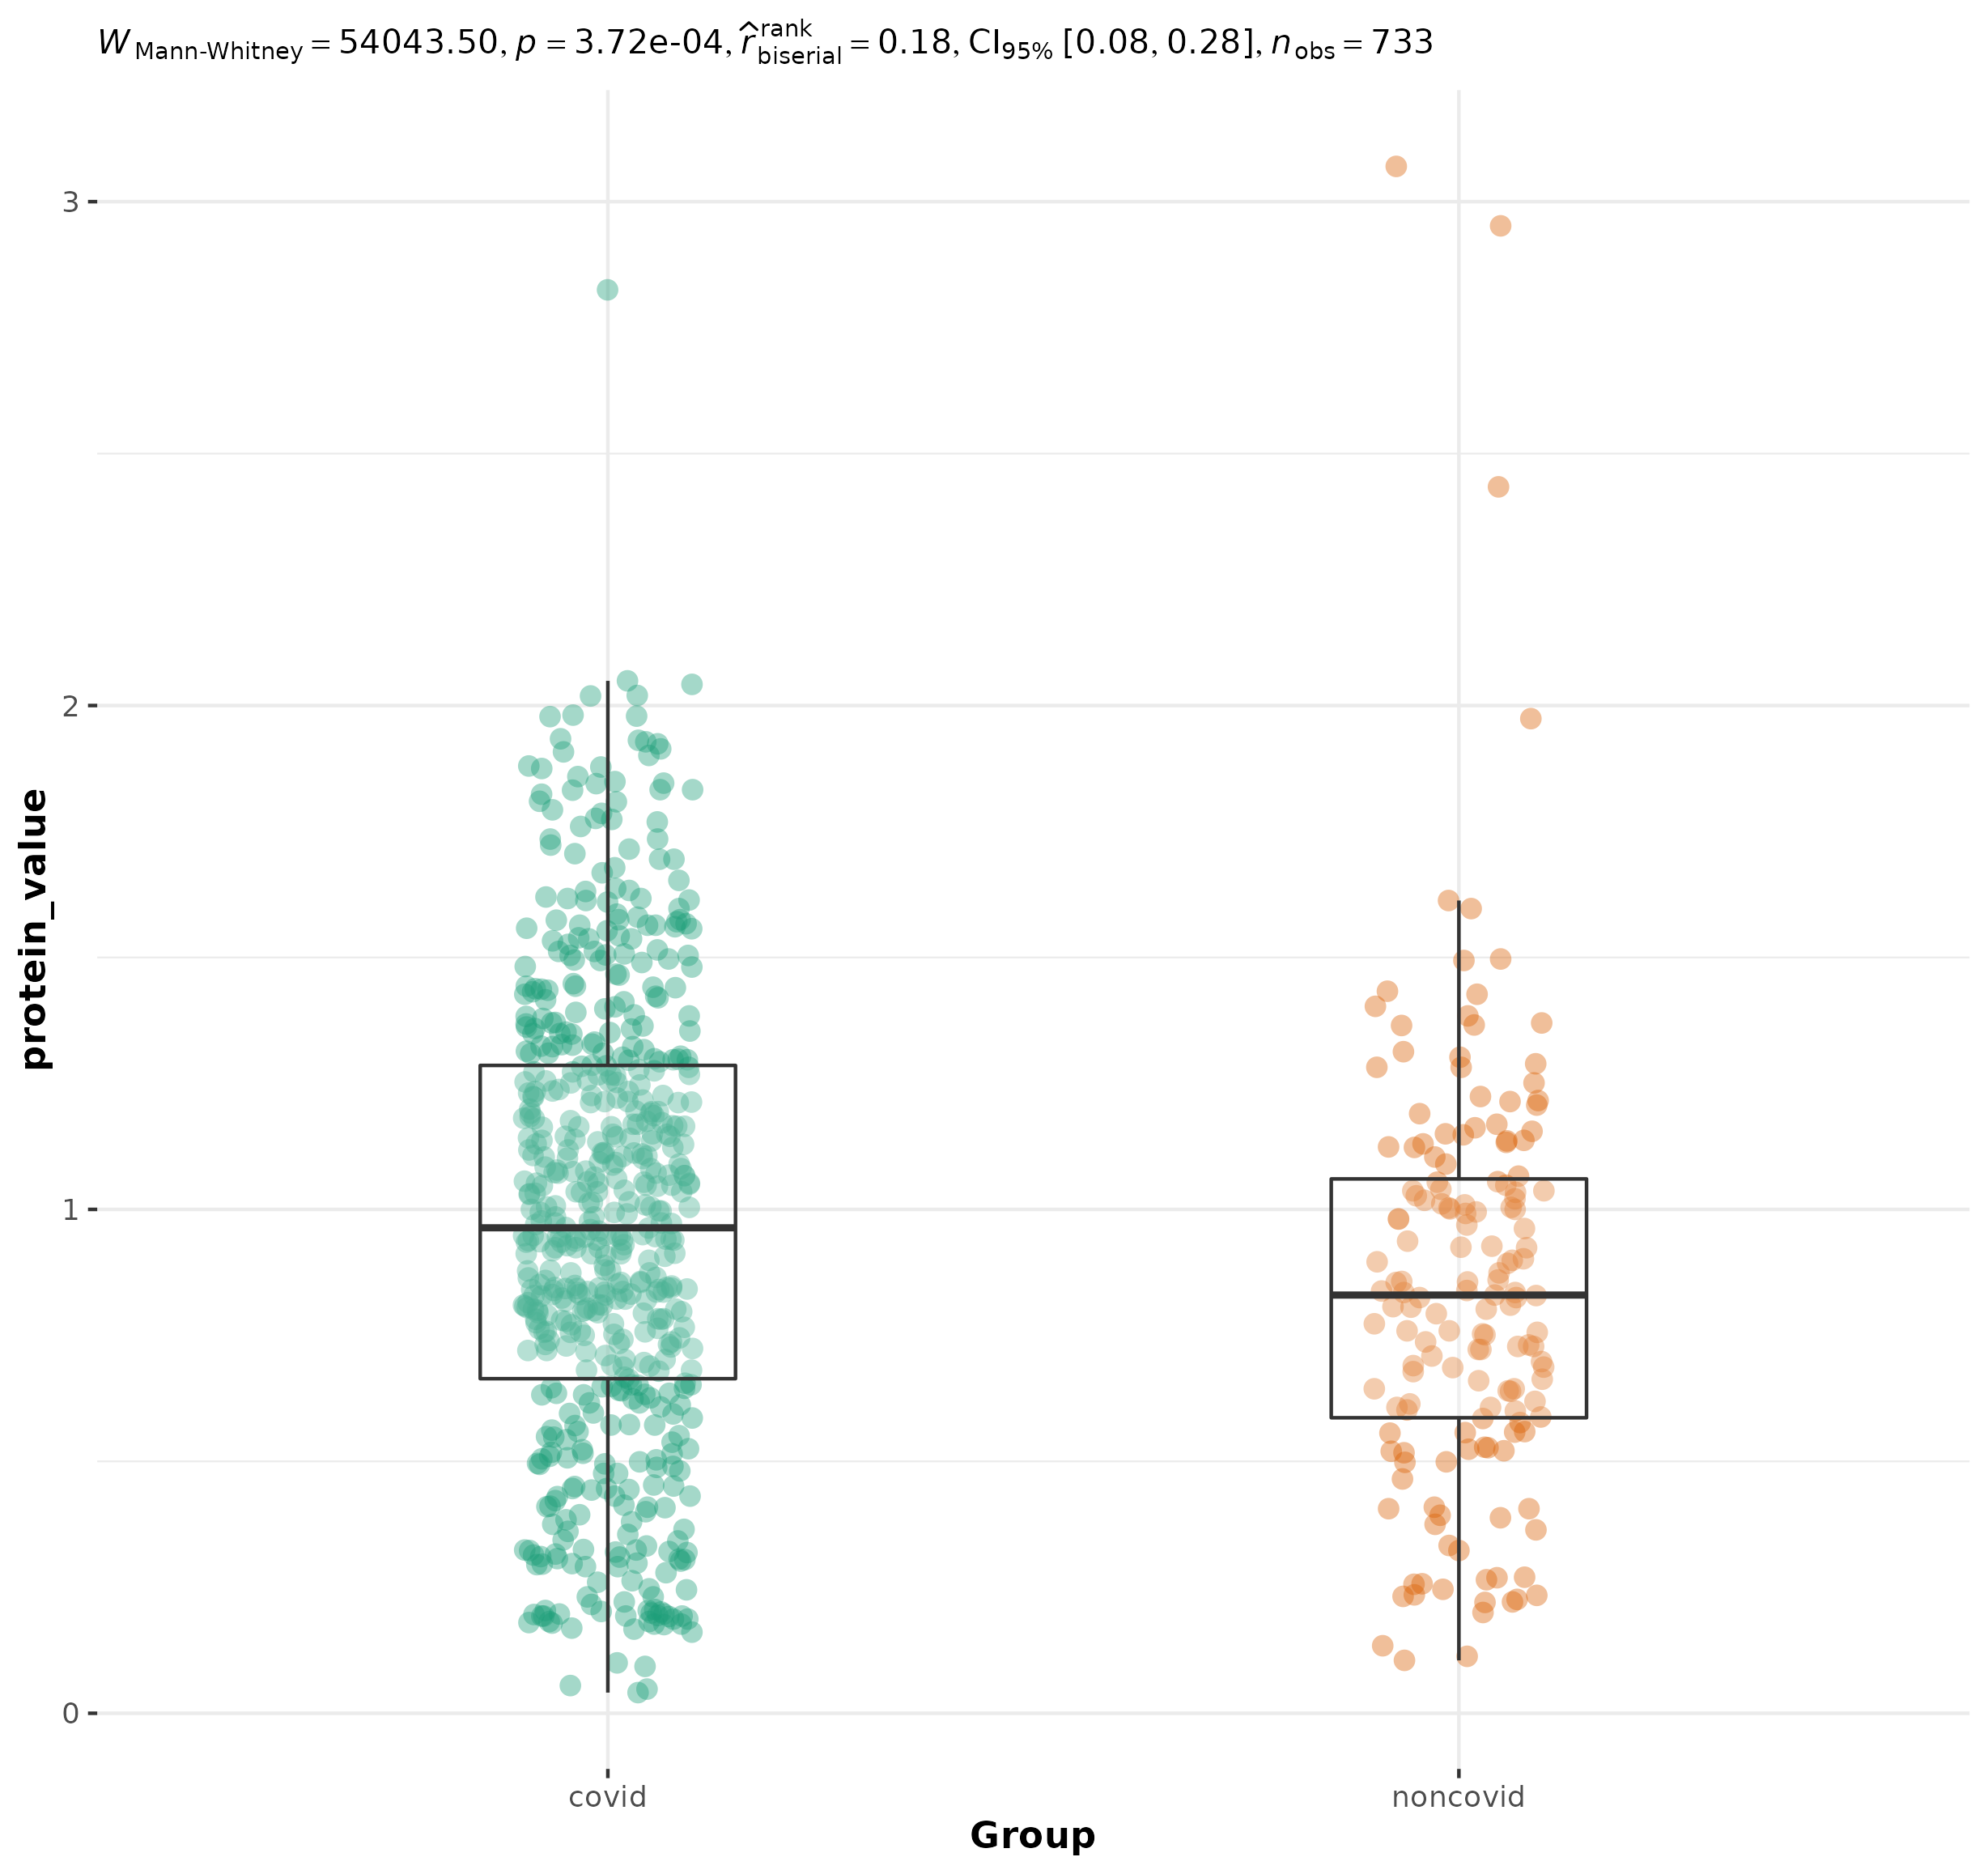 W Mann-Whitney = 54043.50, p = 3.72e-04, r̂ rank biserial = 0.18, CI95% [0.08, 0.28], n obs = 733
3
2
1
0
protein_value
covid noncovid
Group